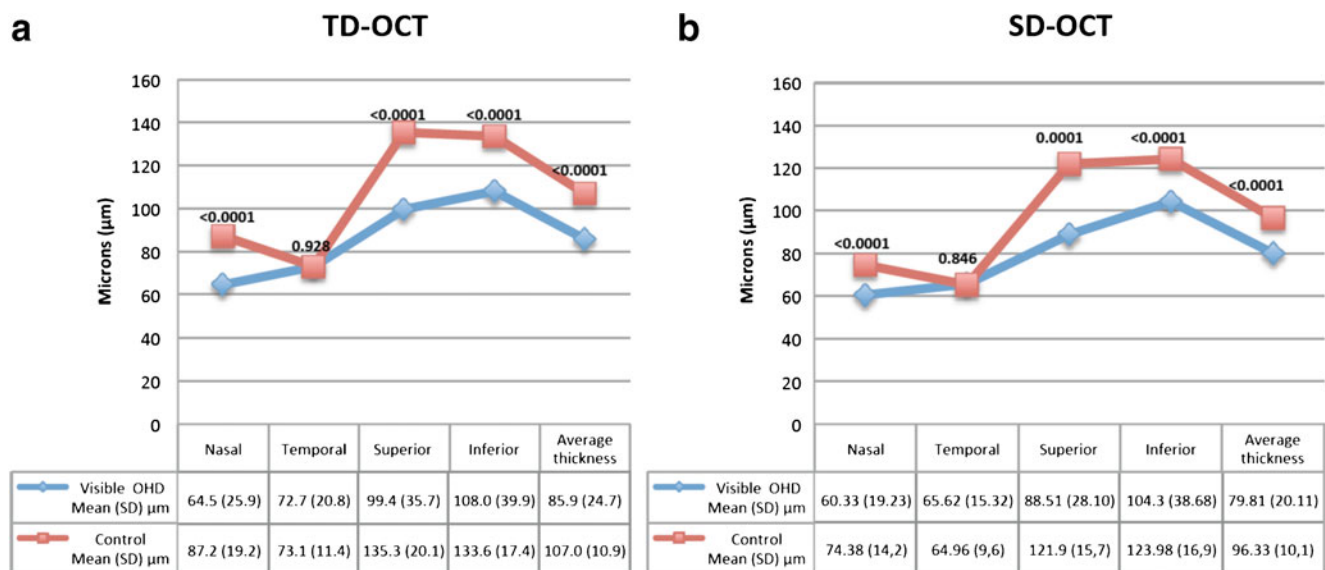 a
TD-OCT
160
140
120
100
80
60
40
20
0
Microns (μm)
<0.0001
0.928
<0.0001
<0.0001
<0.0001
Nasal Temporal Superior Inferior Average thickness
Visible OHD Mean (SD) μm 64.5 (25.9) 72.7 (20.8) 99.4 (35.7) 108.0 (39.9) 85.9 (24.7)
Control Mean (SD) μm 87.2 (19.2) 73.1 (11.4) 135.3 (20.1) 133.6 (17.4) 107.0 (10.9)
b
SD-OCT
160
140
120
100
80
60
40
20
0
Microns (μm)
<0.0001
0.846
0.0001
<0.0001
<0.0001
Nasal Temporal Superior Inferior Average thickness
Visible OHD Mean (SD) μm 60.33 (19.23) 65.62 (15.32) 88.51 (28.10) 104.3 (38.68) 79.81 (20.11)
Control Mean (SD) μm 74.38 (14,2) 64.96 (9,6) 121.9 (15,7) 123.98 (16,9) 96.33 (10,1)